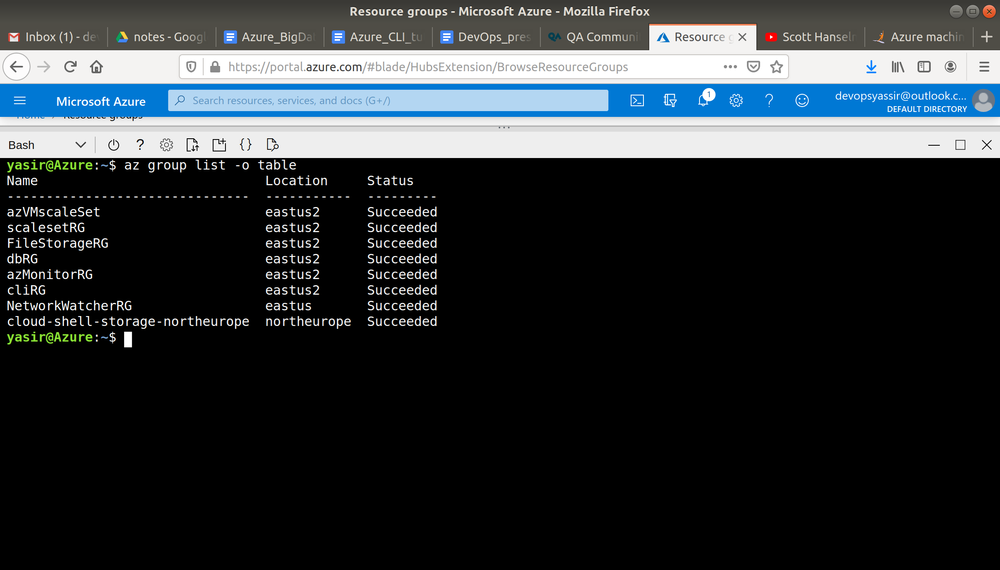 Resource groups - Microsoft Azure - Mozilla Firefox
Inbox (1) - dev
notes - Googl
Azure_BigDat
Azure_CLI_tu
DevOps_pres
QA Communi
Resource g
Scott Hanselm
Azure machin
https://portal.azure.com/#blade/HubsExtension/BrowseResourceGroups
Microsoft Azure
Search resources, services, and docs (G+/)
1
devopsyassir@outlook.c...
DEFAULT DIRECTORY
Home > Resource groups
Bash
yasir@Azure:~$ az group list -o table
Name Location Status
------------------------------- ----------- ---------
azVMscaleSet eastus2 Succeeded
scalesetRG eastus2 Succeeded
FileStorageRG eastus2 Succeeded
dbRG eastus2 Succeeded
azMonitorRG eastus2 Succeeded
cliRG eastus2 Succeeded
NetworkWatcherRG eastus Succeeded
cloud-shell-storage-northeurope northeurope Succeeded
yasir@Azure:~$